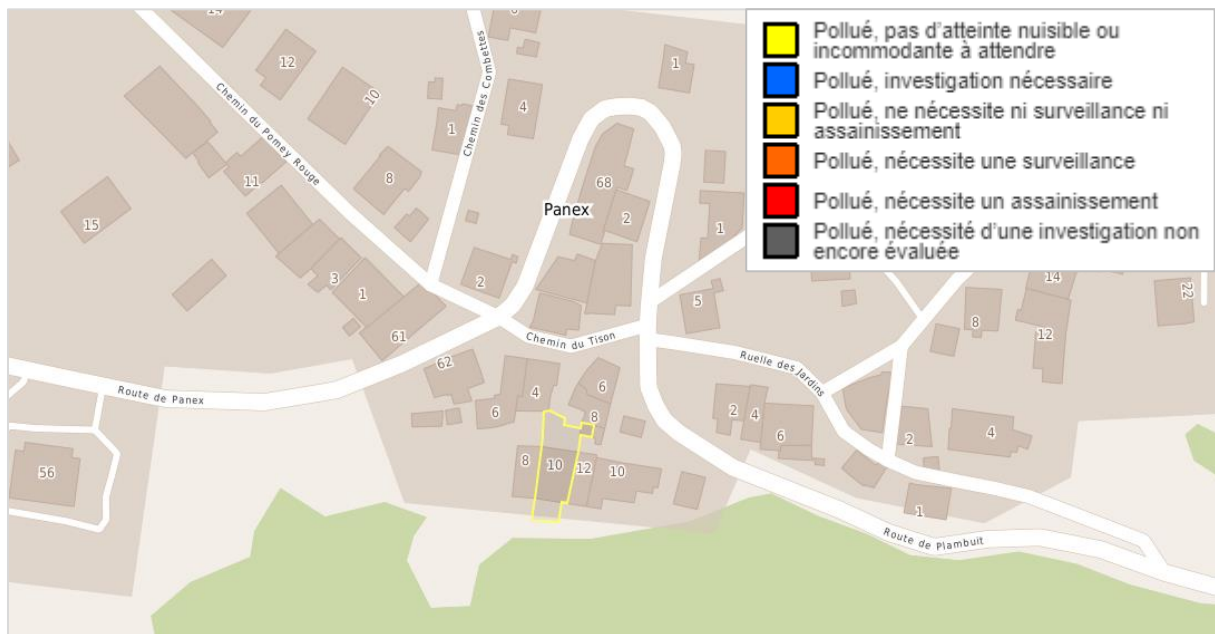 14
6
12
10
Chemin des Combettes
4
1
1
Chemin du Pomey Rouge
8
68
11
Panex
2
15
1
3
2
1
5
61
Chemin du Tison
62
Route de Panex
4
6
6
8
56
8
10
12
10
Ruelle des Jardins
2
4
6
2
4
8
14
12
22
1
Route de Plambuit
Pollué, pas d'atteinte nuisible ou
incommodante à attendre
Pollué, investigation nécessaire
Pollué, ne nécessite ni surveillance ni
assainissement
Pollué, nécessite une surveillance
Pollué, nécessite un assainissement
Pollué, nécessité d'une investigation non
encore évaluée